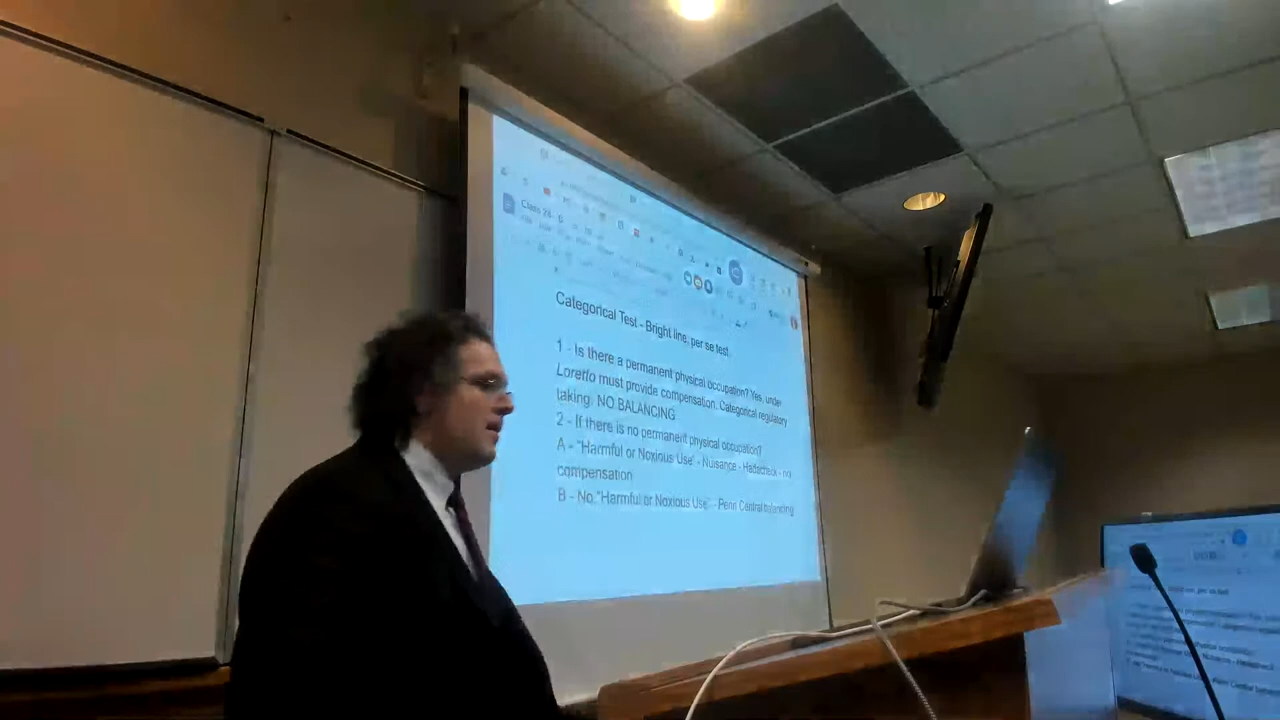 Class 28
Categorical Test - Bright line, per se test
1 - Is there a permanent physical occupation? Yes, under
Loretto must provide compensation. Categorical regulatory
taking. NO BALANCING
2 - If there is no permanent physical occupation?
A - "Harmful or Noxious Use" - Nuisance - Hadacheck - no
compensation
B - No "Harmful or Noxious Use" - Penn Central balancing